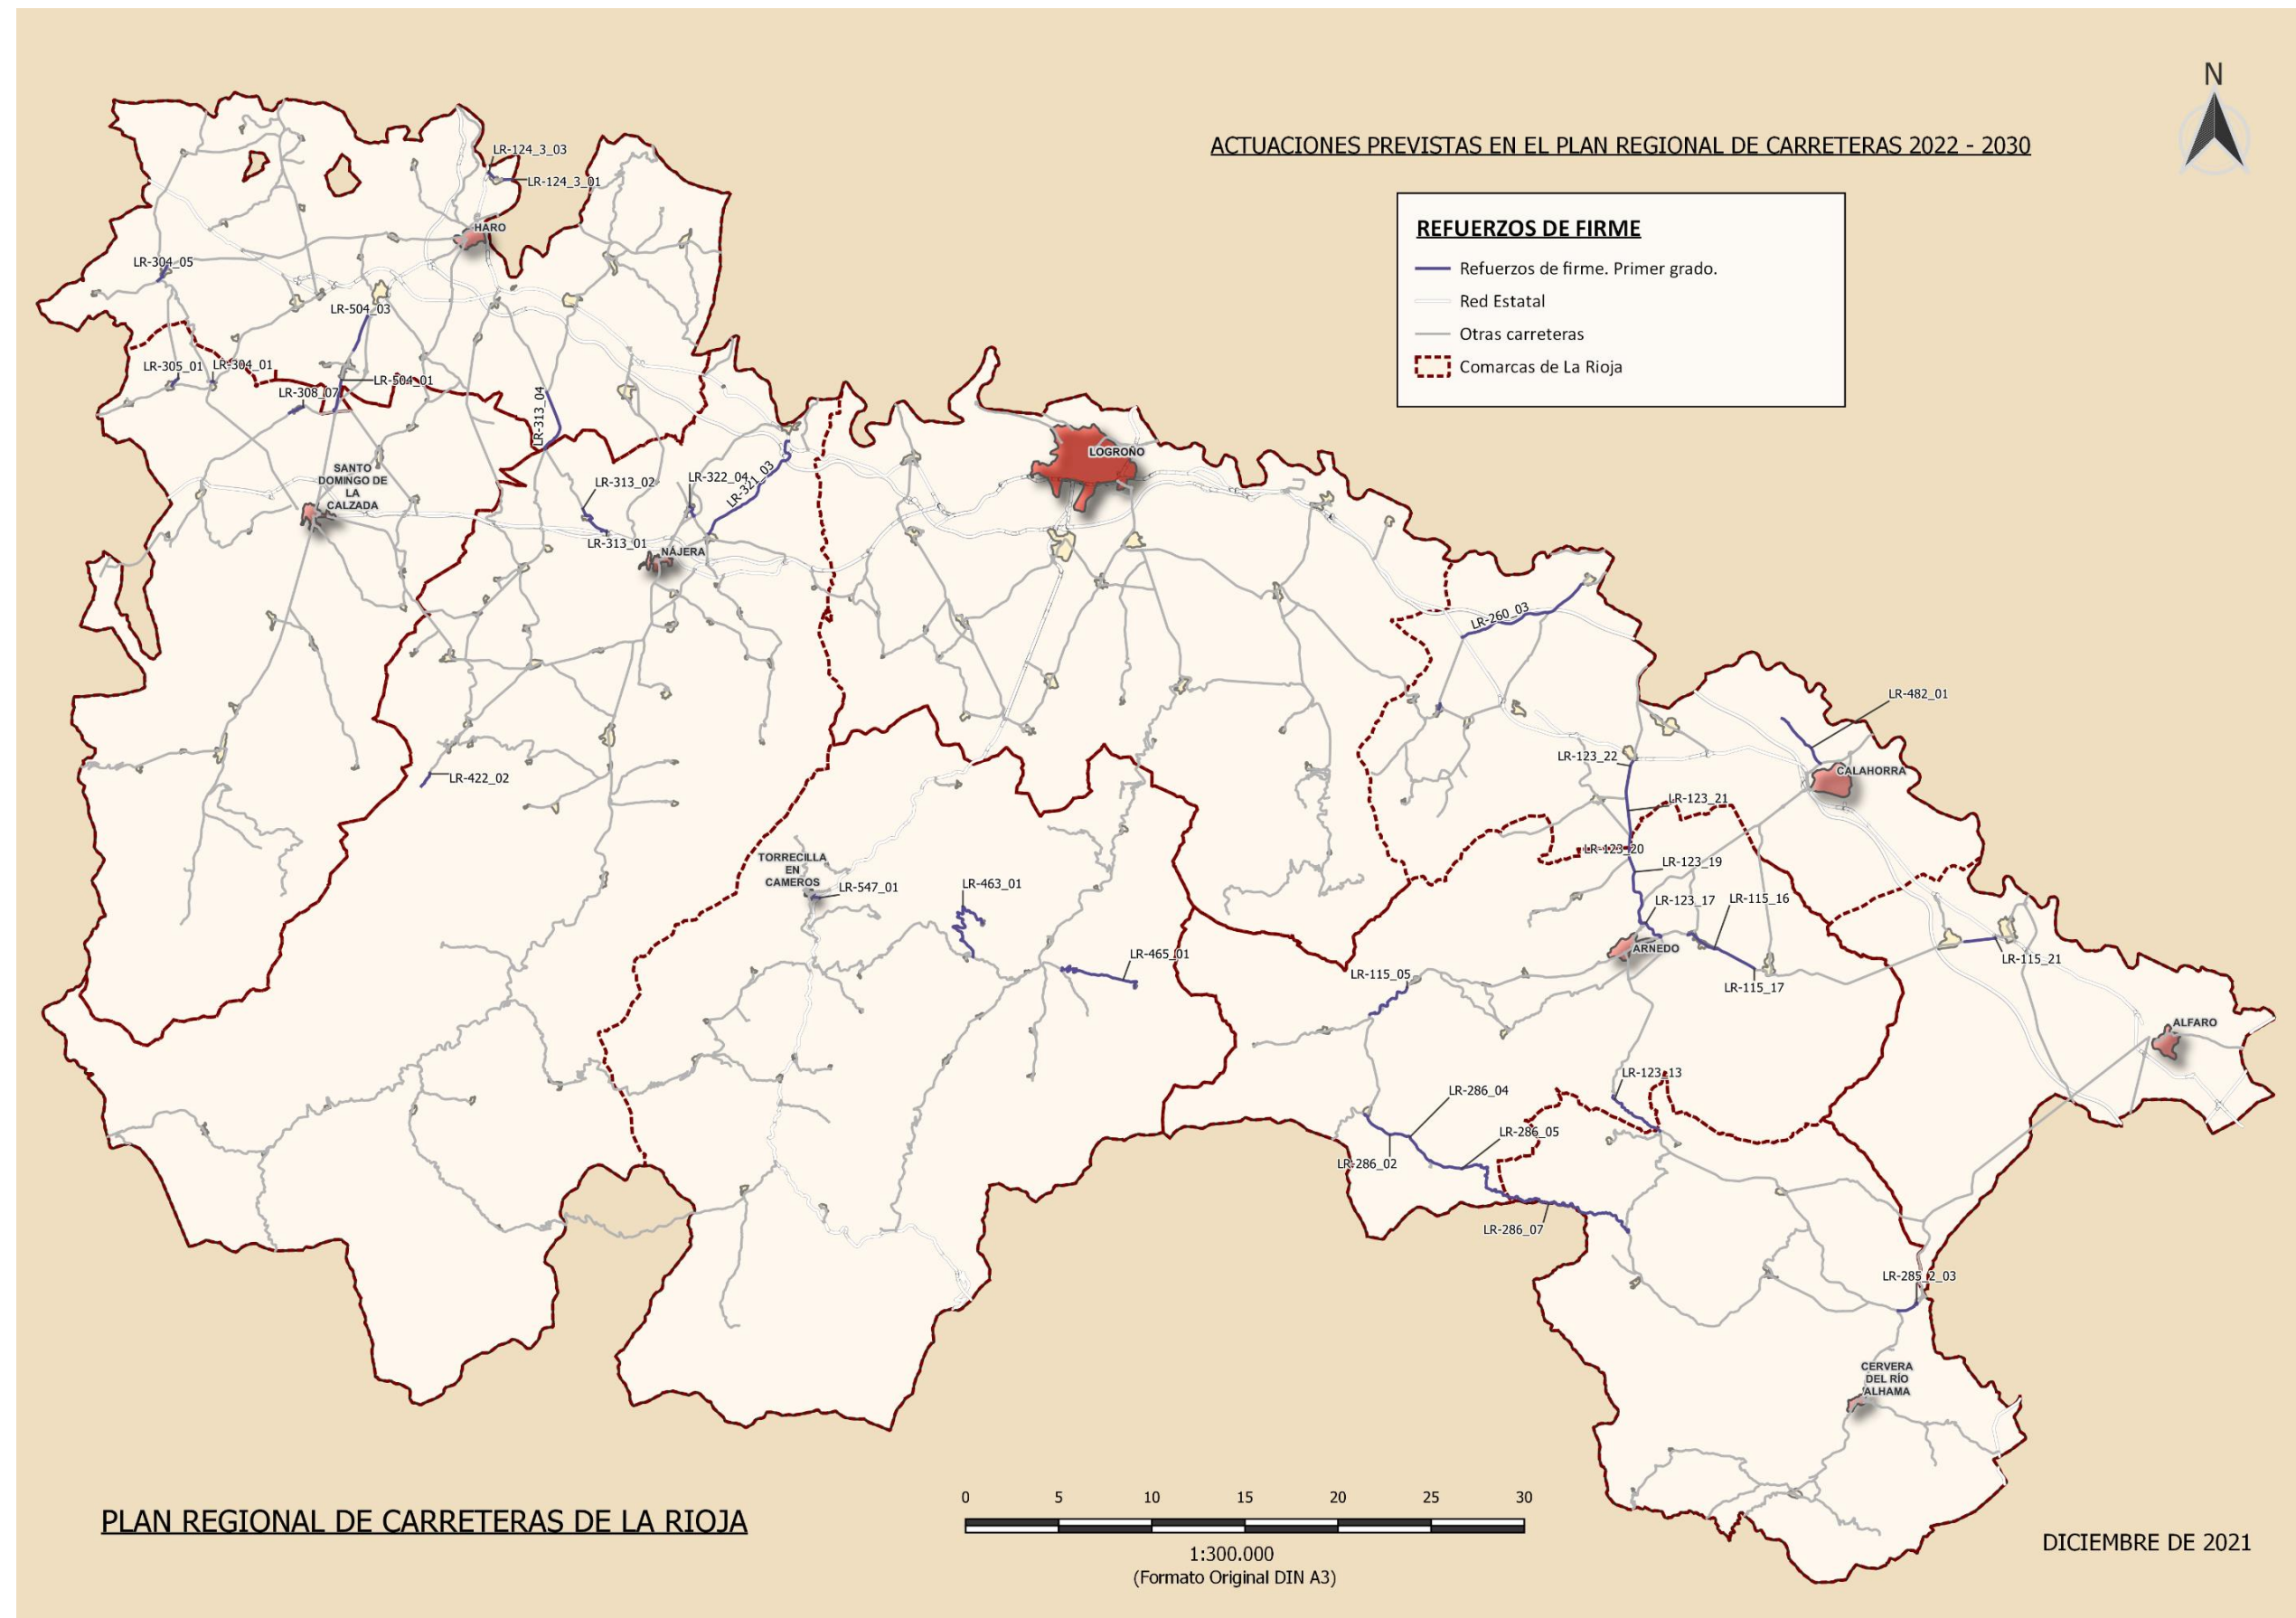 N
ACTUACIONES PREVISTAS EN EL PLAN REGIONAL DE CARRETERAS 2022 - 2030
REFUERZOS DE FIRME
Refuerzos de firme. Primer grado.
Red Estatal
Otras carreteras
Comarcas de La Rioja
LR-124_3_03
LR-124_3_01
HARO
LR-304_05
LR-504_03
LR-305_01
LR-304_01
LR-504_01
LR-308_07
LR-313_04
LOGROÑO
SANTO
DOMINGO DE
LA
CALZADA
LR-313_02
LR-322_04
LR-321_03
LR-313_01
NÁJERA
LR-260_03
LR-482_01
LR-123_22
CALAHORRA
LR-422_02
LR-123_21
LR-123_20
TORRECILLA
EN
CAMEROS
LR-547_01
LR-463_01
LR-123_19
LR-123_17
LR-115_16
ARNEDO
LR-465_01
LR-115_05
LR-115_21
LR-115_17
ALFARO
LR-123_13
LR-286_04
LR-286_05
LR-286_02
LR-286_07
LR-285_2_03
CERVERA
DEL RÍO
ALHAMA
0 5 10 15 20 25 30
1:300.000
(Formato Original DIN A3)
PLAN REGIONAL DE CARRETERAS DE LA RIOJA
DICIEMBRE DE 2021